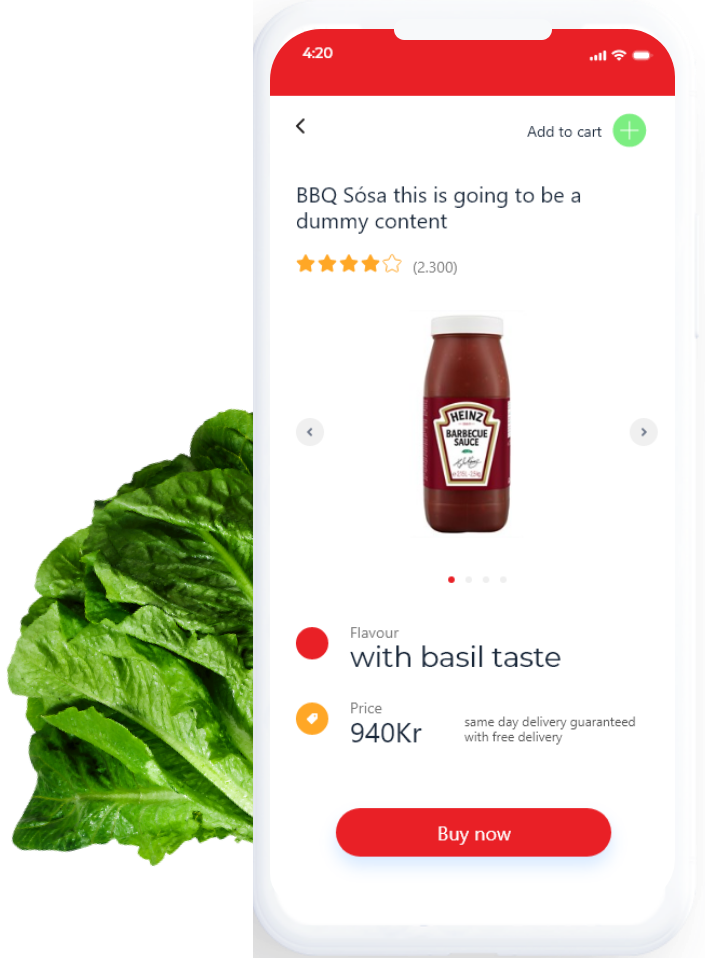 4:20
Add to cart
BBQ Sósa this is going to be a
dummy content
(2.300)
HEINZ
BARBECUE
SAUCE
Flavour
with basil taste
Price
940Kr
same day delivery guaranteed
with free delivery
Buy now